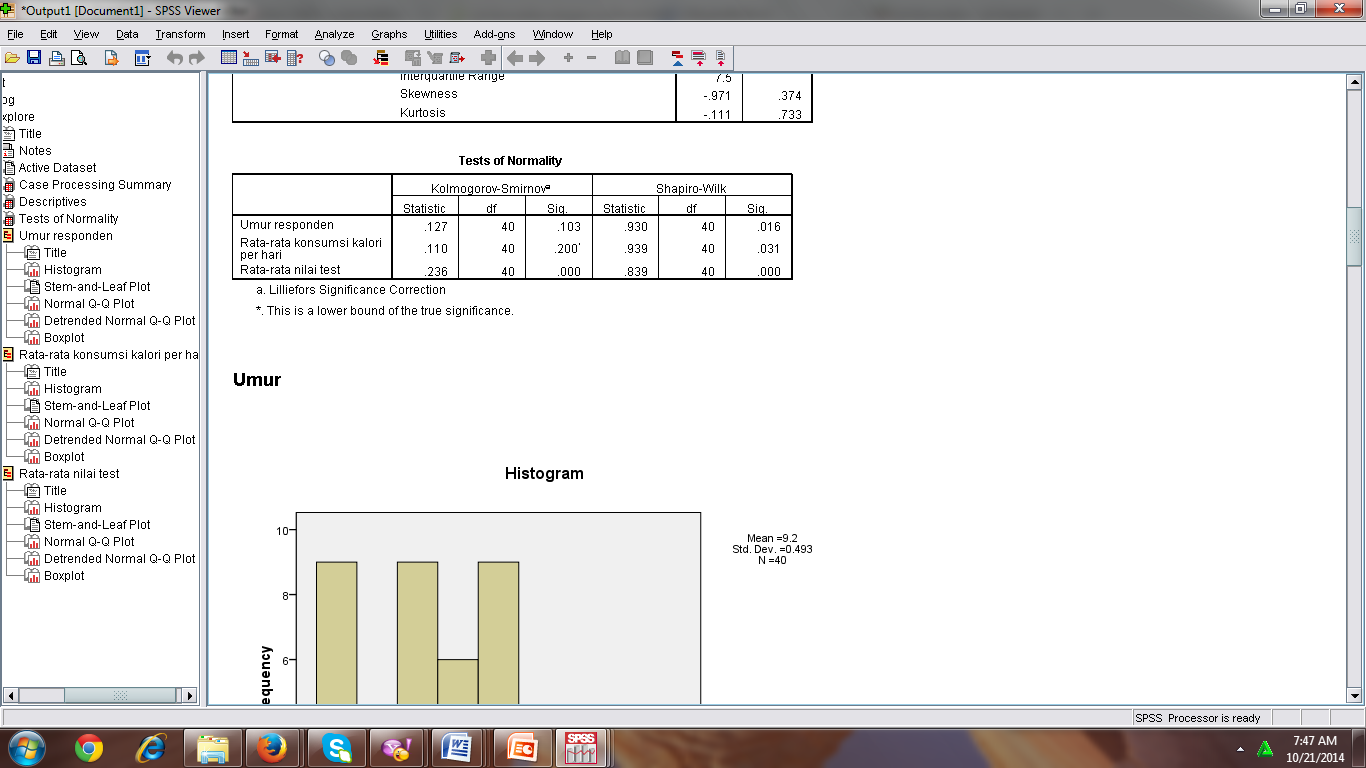 *Output1 [Document1] - SPSS Viewer
File Edit View Data Transform Insert Format Analyze Graphs Utilities Add-ons Window Help
t
og
xplore
Title
Notes
Active Dataset
Case Processing Summary
Descriptives
Tests of Normality
Umur responden
Title
Histogram
Stem-and-Leaf Plot
Normal Q-Q Plot
Detrended Normal Q-Q Plot
Boxplot
Rata-rata konsumsi kalori per ha
Title
Histogram
Stem-and-Leaf Plot
Normal Q-Q Plot
Detrended Normal Q-Q Plot
Boxplot
Rata-rata nilai test
Title
Histogram
Stem-and-Leaf Plot
Normal Q-Q Plot
Detrended Normal Q-Q Plot
Boxplot
Interquartile Range 7.5
Skewness -.971 .374
Kurtosis -.111 .733
Tests of Normality
Kolmogorov-Smirnovᵃ Shapiro-Wilk
Statistic df Sig. Statistic df Sig.
Umur responden .127 40 .103 .930 40 .016
Rata-rata konsumsi kalori
per hari .110 40 .200* .939 40 .031
Rata-rata nilai test .236 40 .000 .839 40 .000
a. Lilliefors Significance Correction
*. This is a lower bound of the true significance.
Umur
Histogram
10
8
6
equency
Mean =9.2
Std. Dev. =0.493
N =40
SPSS Processor is ready
SPSS
7:47 AM
10/21/2014